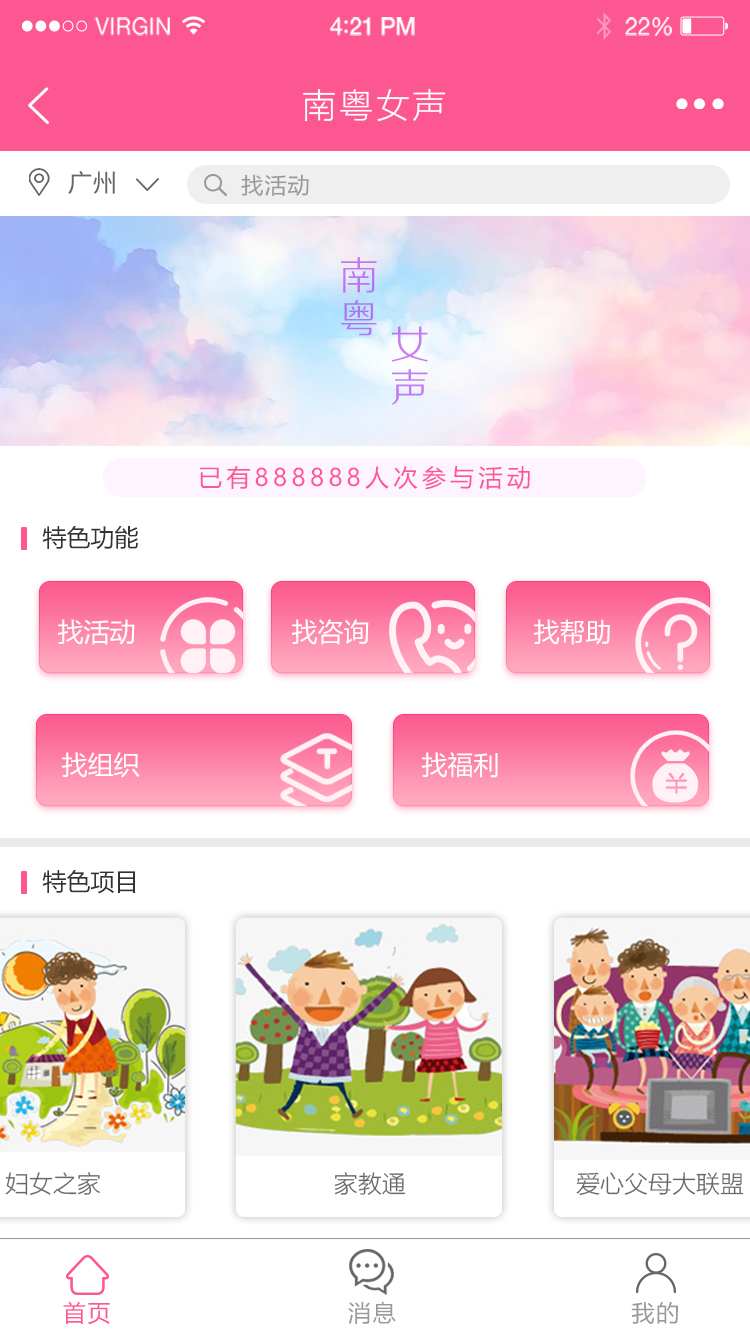 VIRGIN 4:21 PM 22%
南粤女声
广州 找活动
南粤
女声
已有888888人次参与活动
特色功能
找活动 找咨询 找帮助
T
找组织 找福利
特色项目
妇女之家 家教通 爱心父母大联盟
首页 消息 我的